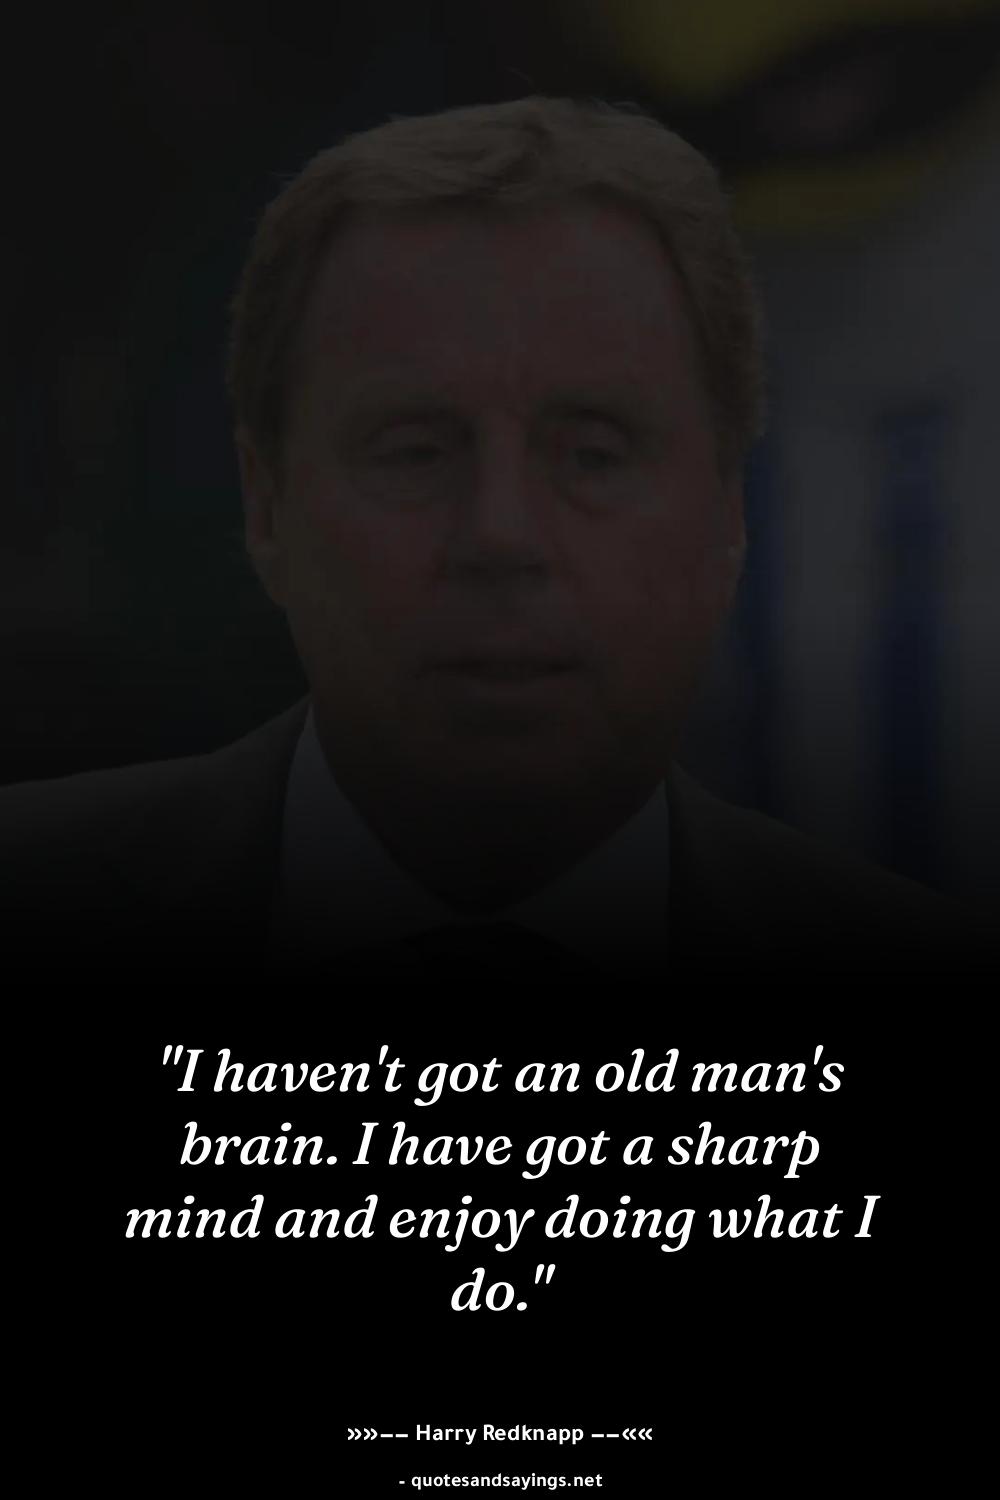 "I haven't got an old man's
brain. I have got a sharp
mind and enjoy doing what I
do."
»»−− Harry Redknapp −−««
- quotesandsayings.net